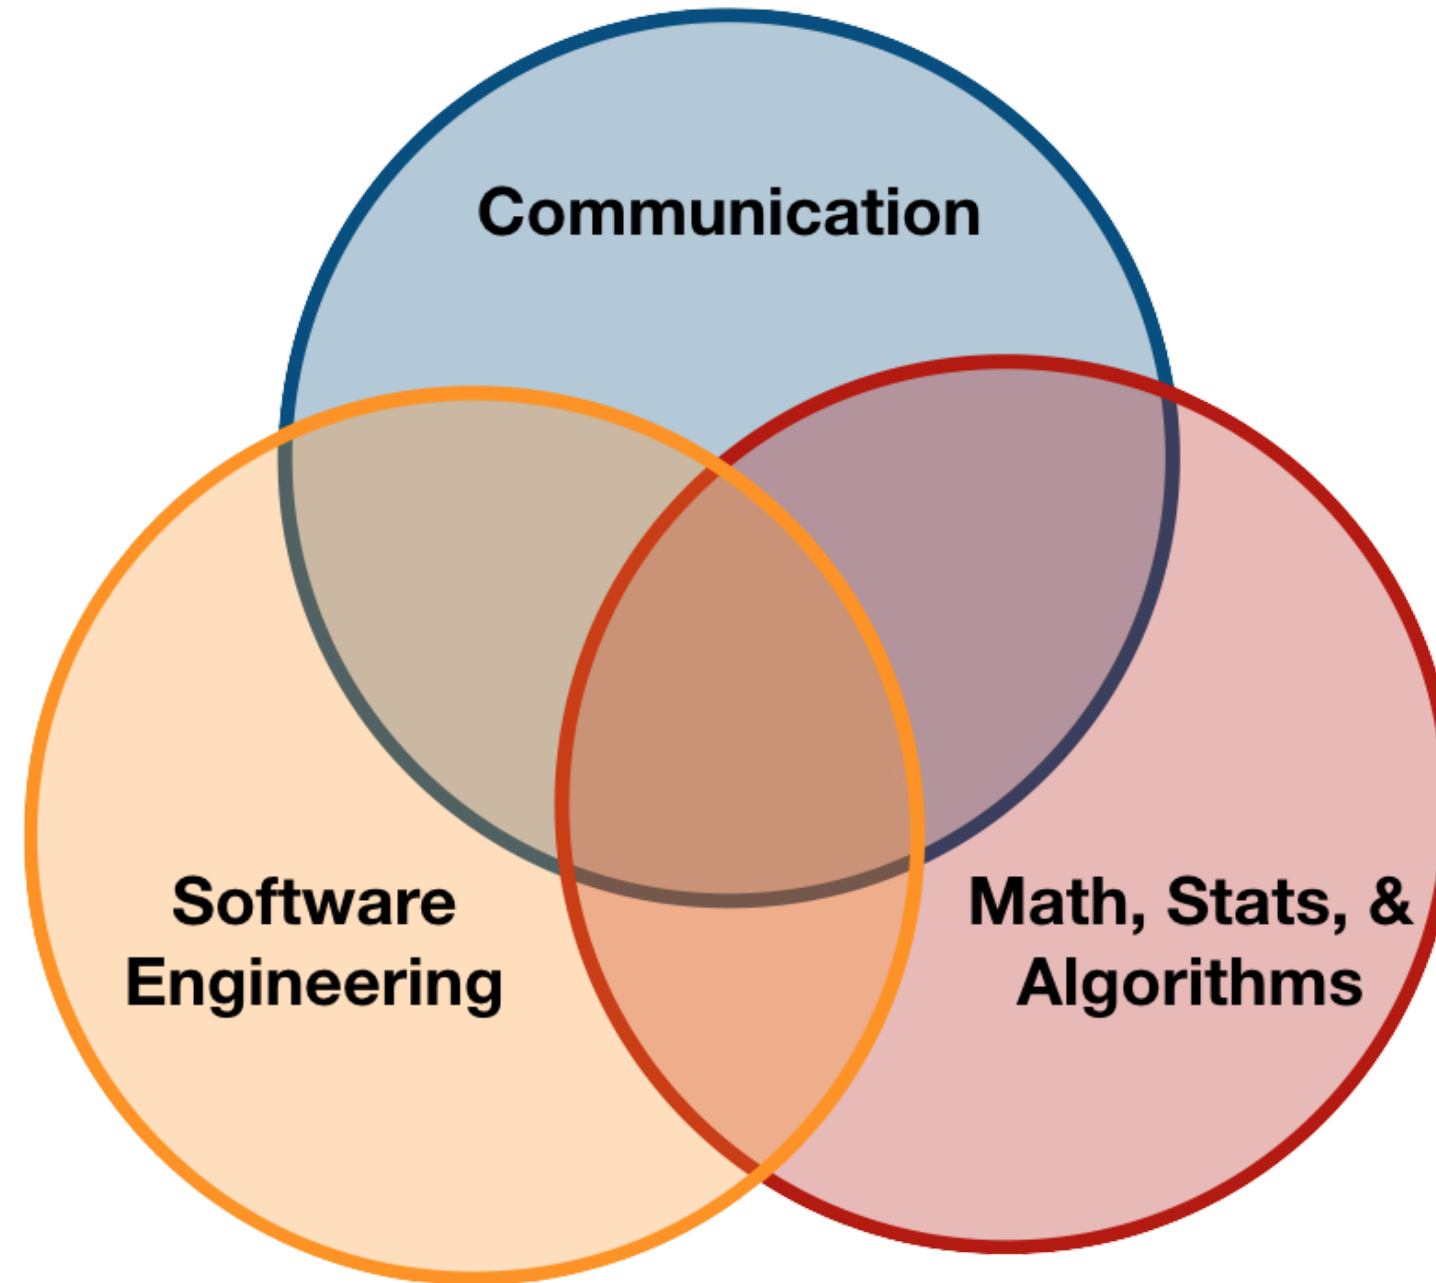 Communication
Software
Engineering
Math, Stats, &
Algorithms